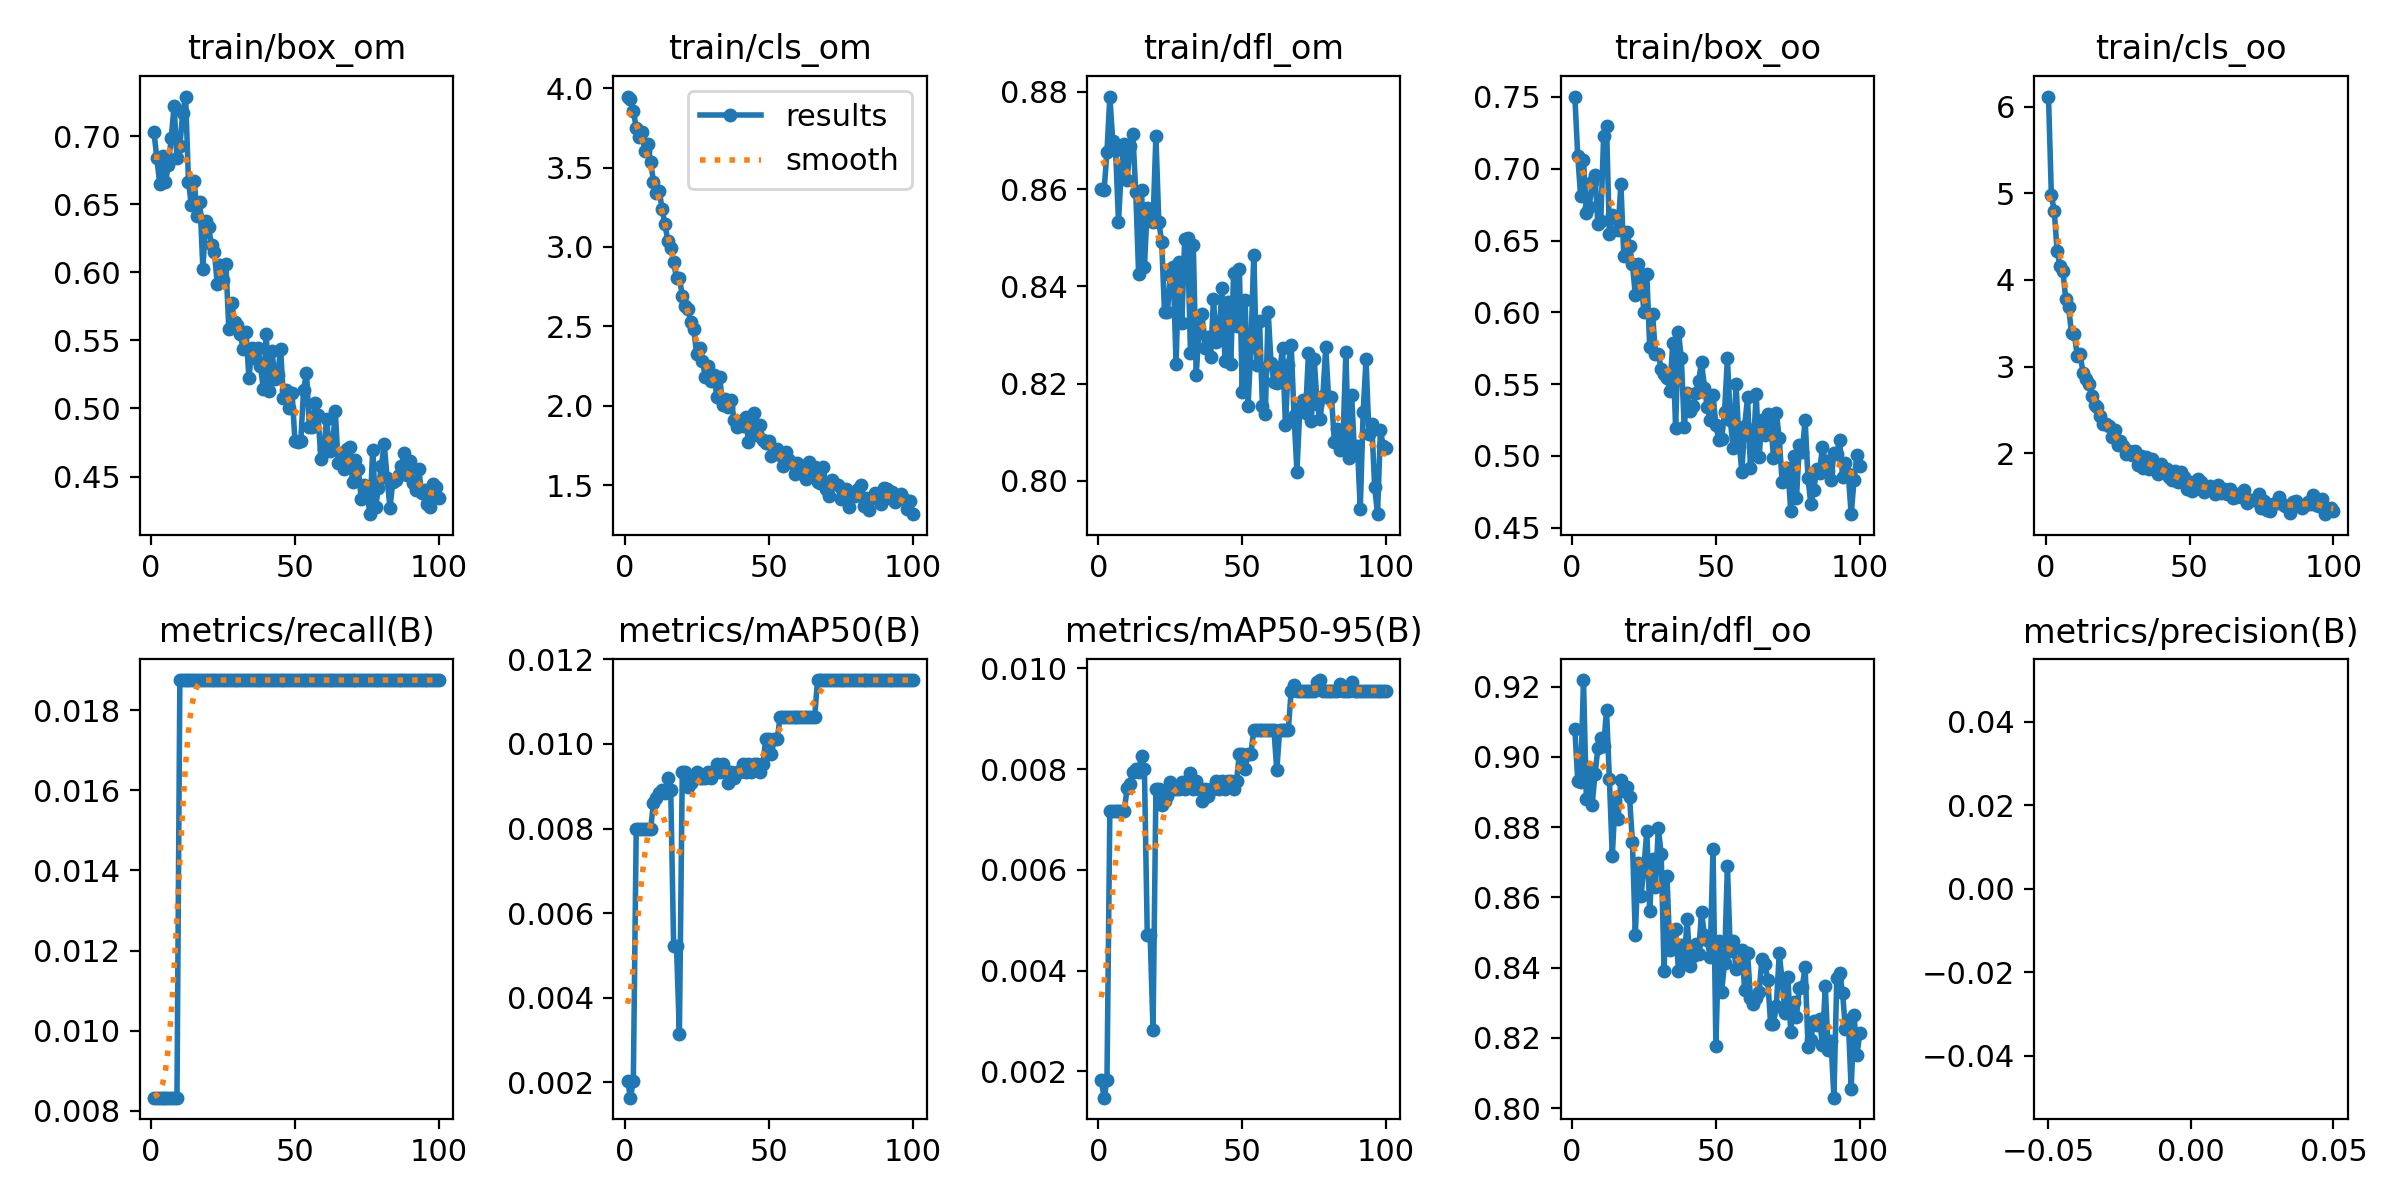 train/box_om
0.70
0.65
0.60
0.55
0.50
0.45
0 50 100
train/cls_om
4.0
3.5
3.0
2.5
2.0
1.5
results
smooth
0 50 100
train/dfl_om
0.88
0.86
0.84
0.82
0.80
0 50 100
train/box_oo
0.75
0.70
0.65
0.60
0.55
0.50
0.45
0 50 100
train/cls_oo
6
5
4
3
2
0 50 100
metrics/recall(B)
0.018
0.016
0.014
0.012
0.010
0.008
0 50 100
metrics/mAP50(B)
0.012
0.010
0.008
0.006
0.004
0.002
0 50 100
metrics/mAP50-95(B)
0.010
0.008
0.006
0.004
0.002
0 50 100
train/dfl_oo
0.92
0.90
0.88
0.86
0.84
0.82
0.80
0 50 100
metrics/precision(B)
0.04
0.02
0.00
−0.02
−0.04
−0.05 0.00 0.05